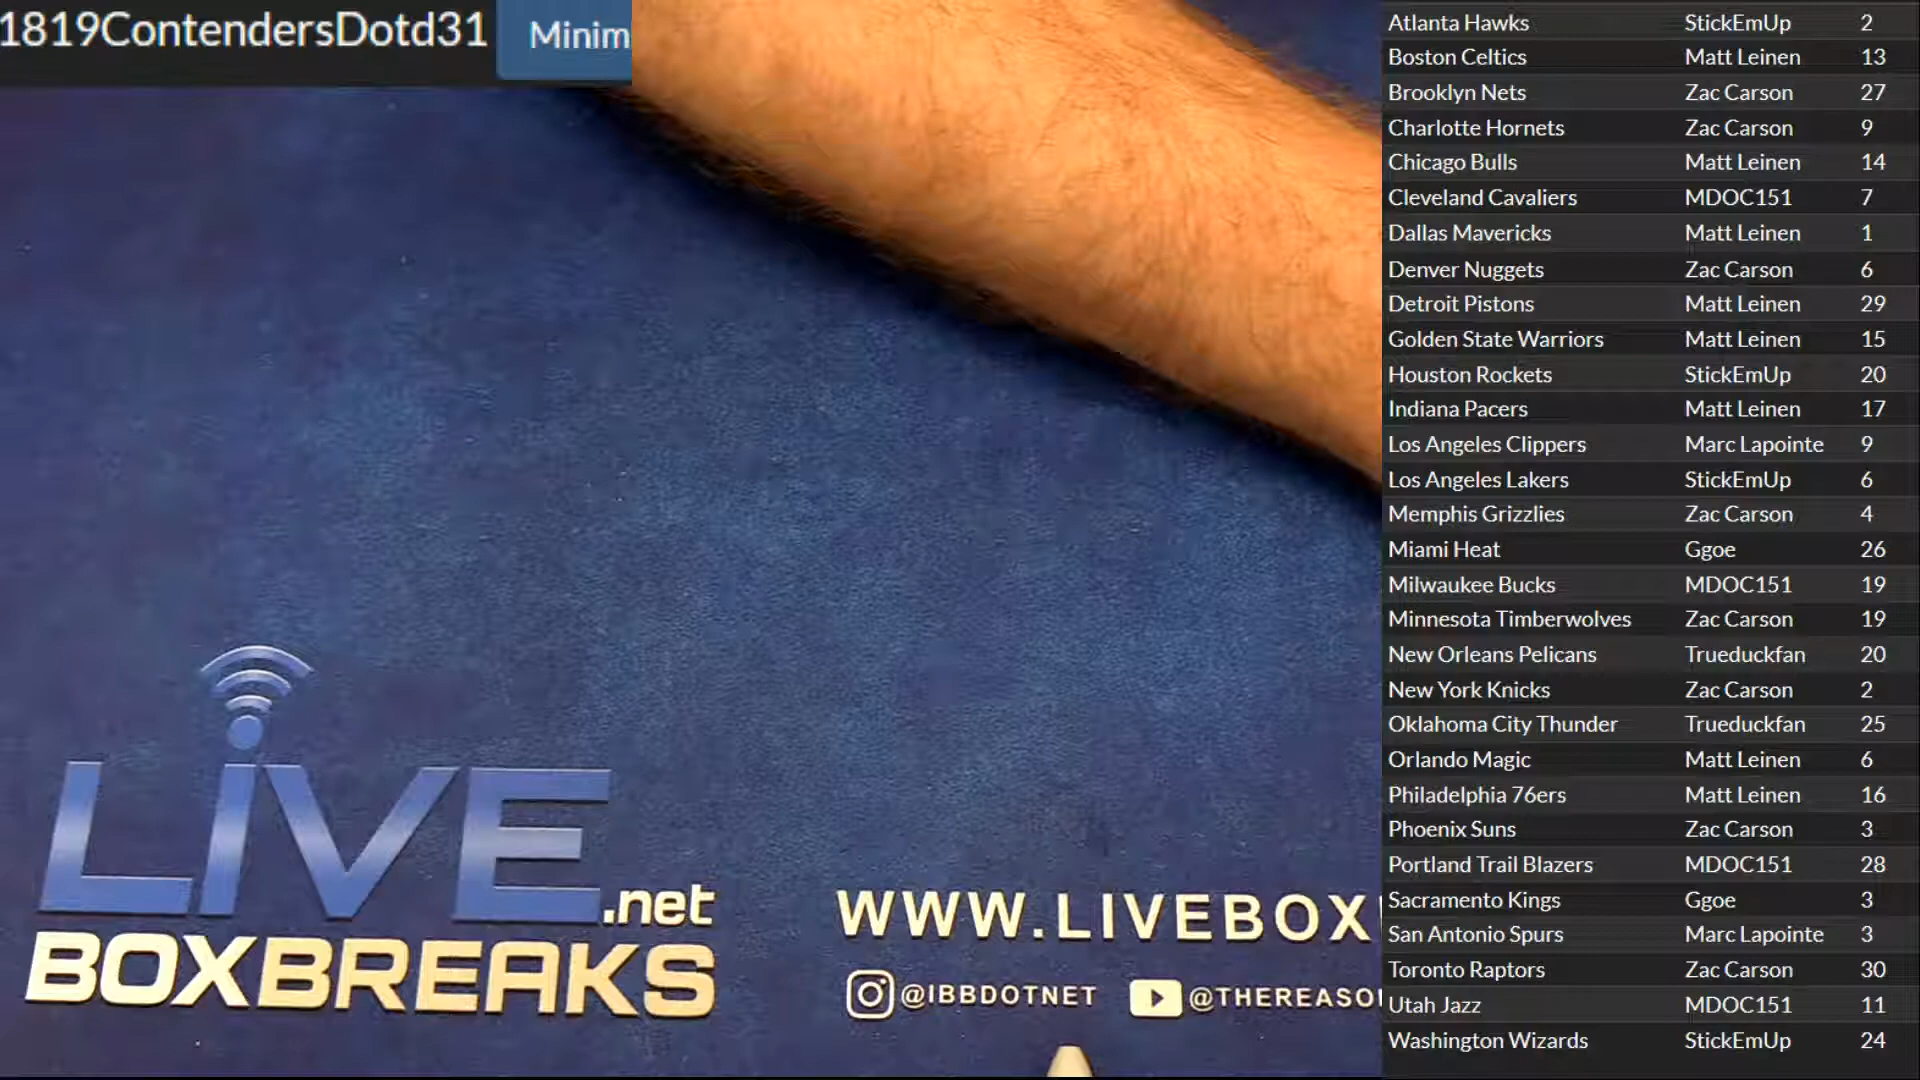 1819ContendersDotd31
Minim
Atlanta Hawks StickEmUp 2
Boston Celtics Matt Leinen 13
Brooklyn Nets Zac Carson 27
Charlotte Hornets Zac Carson 9
Chicago Bulls Matt Leinen 14
Cleveland Cavaliers MDOC151 7
Dallas Mavericks Matt Leinen 1
Denver Nuggets Zac Carson 6
Detroit Pistons Matt Leinen 29
Golden State Warriors Matt Leinen 15
Houston Rockets StickEmUp 20
Indiana Pacers Matt Leinen 17
Los Angeles Clippers Marc Lapointe 9
Los Angeles Lakers StickEmUp 6
Memphis Grizzlies Zac Carson 4
Miami Heat Ggoe 26
Milwaukee Bucks MDOC151 19
Minnesota Timberwolves Zac Carson 19
New Orleans Pelicans Trueduckfan 20
New York Knicks Zac Carson 2
Oklahoma City Thunder Trueduckfan 25
Orlando Magic Matt Leinen 6
Philadelphia 76ers Matt Leinen 16
Phoenix Suns Zac Carson 3
Portland Trail Blazers MDOC151 28
Sacramento Kings Ggoe 3
San Antonio Spurs Marc Lapointe 3
Toronto Raptors Zac Carson 30
Utah Jazz MDOC151 11
Washington Wizards StickEmUp 24
LiVE.net
BOXBREAKS
WWW.LIVEBOX
@IBBDOTNET @THEREASO